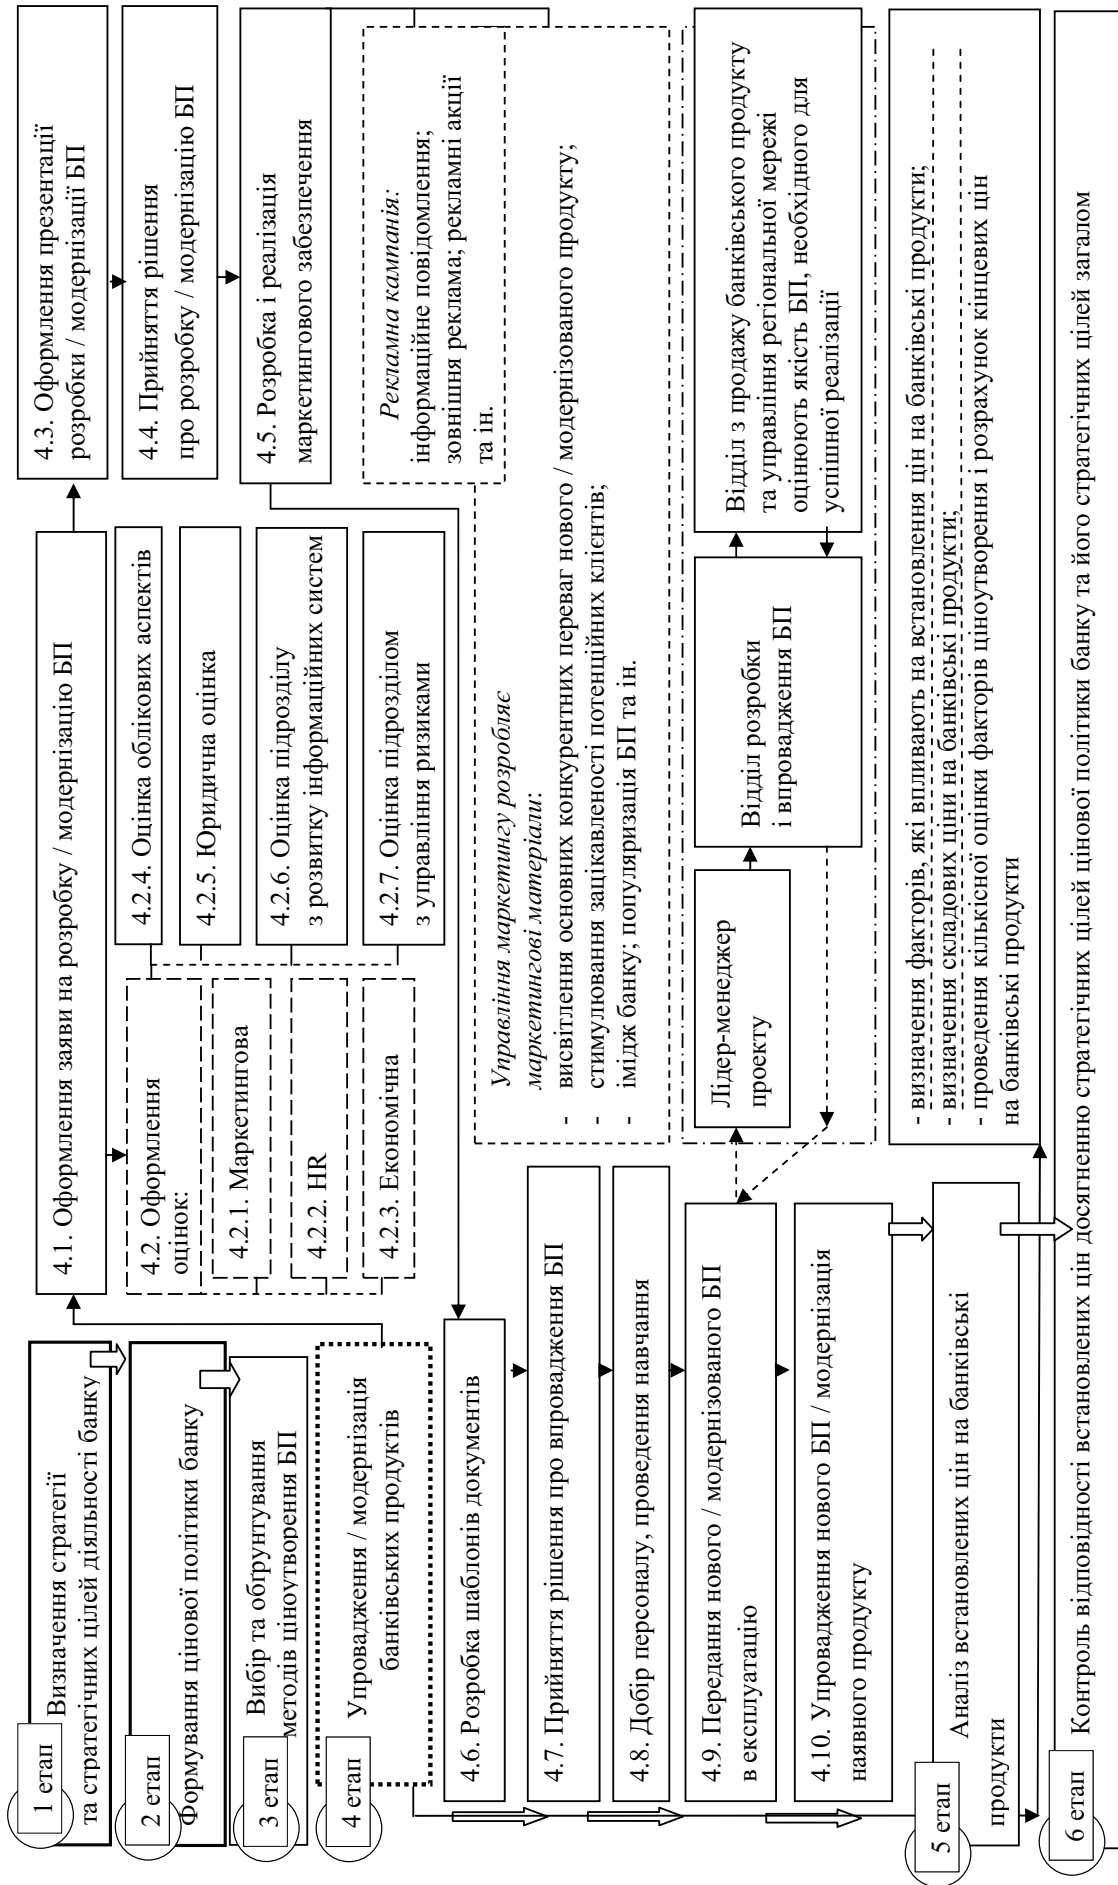 1 етап
Визначення стратегії
та стратегічних цілей діяльності банку
2 етап
Формування цінової політики банку
3 етап
Вибір та обґрунтування
методів ціноутворення БП
4 етап
Упровадження / модернізація
банківських продуктів
4.1. Оформлення заяви на розробку / модернізацію БП
4.2. Оформлення
оцінок:
4.2.1. Маркетингова
4.2.2. HR
4.2.3. Економічна
4.2.4. Оцінка облікових аспектів
4.2.5. Юридична оцінка
4.2.6. Оцінка підрозділу
з розвитку інформаційних систем
4.2.7. Оцінка підрозділом
з управління ризиками
4.3. Оформлення презентації
розробки / модернізації БП
4.4. Прийняття рішення
про розробку / модернізацію БП
4.5. Розробка і реалізація
маркетингового забезпечення
Рекламна кампанія:
інформаційне повідомлення;
зовнішня реклама; рекламні акції
та ін.
Управління маркетингу розробляє
маркетингові матеріали:
- висвітлення основних конкурентних переваг нового / модернізованого продукту;
- стимулювання зацікавленості потенційних клієнтів;
- імідж банку; популяризація БП та ін.
4.6. Розробка шаблонів документів
4.7. Прийняття рішення про впровадження БП
4.8. Добір персоналу, проведення навчання
4.9. Передання нового / модернізованого БП
в експлуатацію
4.10. Упровадження нового БП / модернізація
наявного продукту
Лідер-менеджер
проекту
Відділ розробки
і впровадження БП
Відділ з продажу банківського продукту
та управління регіональної мережі
оцінюють якість БП, необхідного для
успішної реалізації
5 етап
Аналіз встановлених цін на банківські
продукти
- визначення факторів, які впливають на встановлення цін на банківські продукти;
- визначення складових ціни на банківські продукти;
- проведення кількісної оцінки факторів ціноутворення і розрахунок кінцевих цін
на банківські продукти
6 етап
Контроль відповідності встановлених цін досягненню стратегічних цілей цінової політики банку та його стратегічних цілей загалом